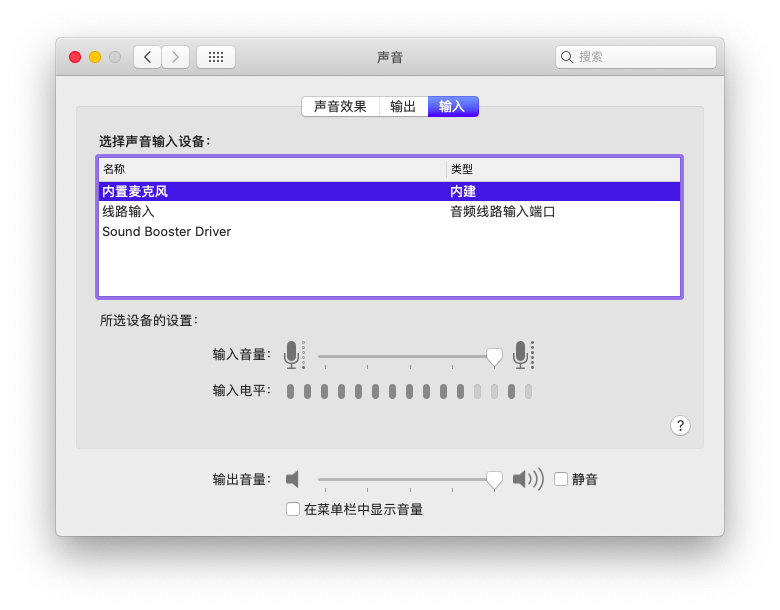 声音
搜索
声音效果 输出 输入
选择声音输入设备：
名称 类型
内置麦克风 内建
线路输入 音频线路输入端口
Sound Booster Driver
所选设备的设置：
输入音量：
输入电平：
?
输出音量： 静音
在菜单栏中显示音量